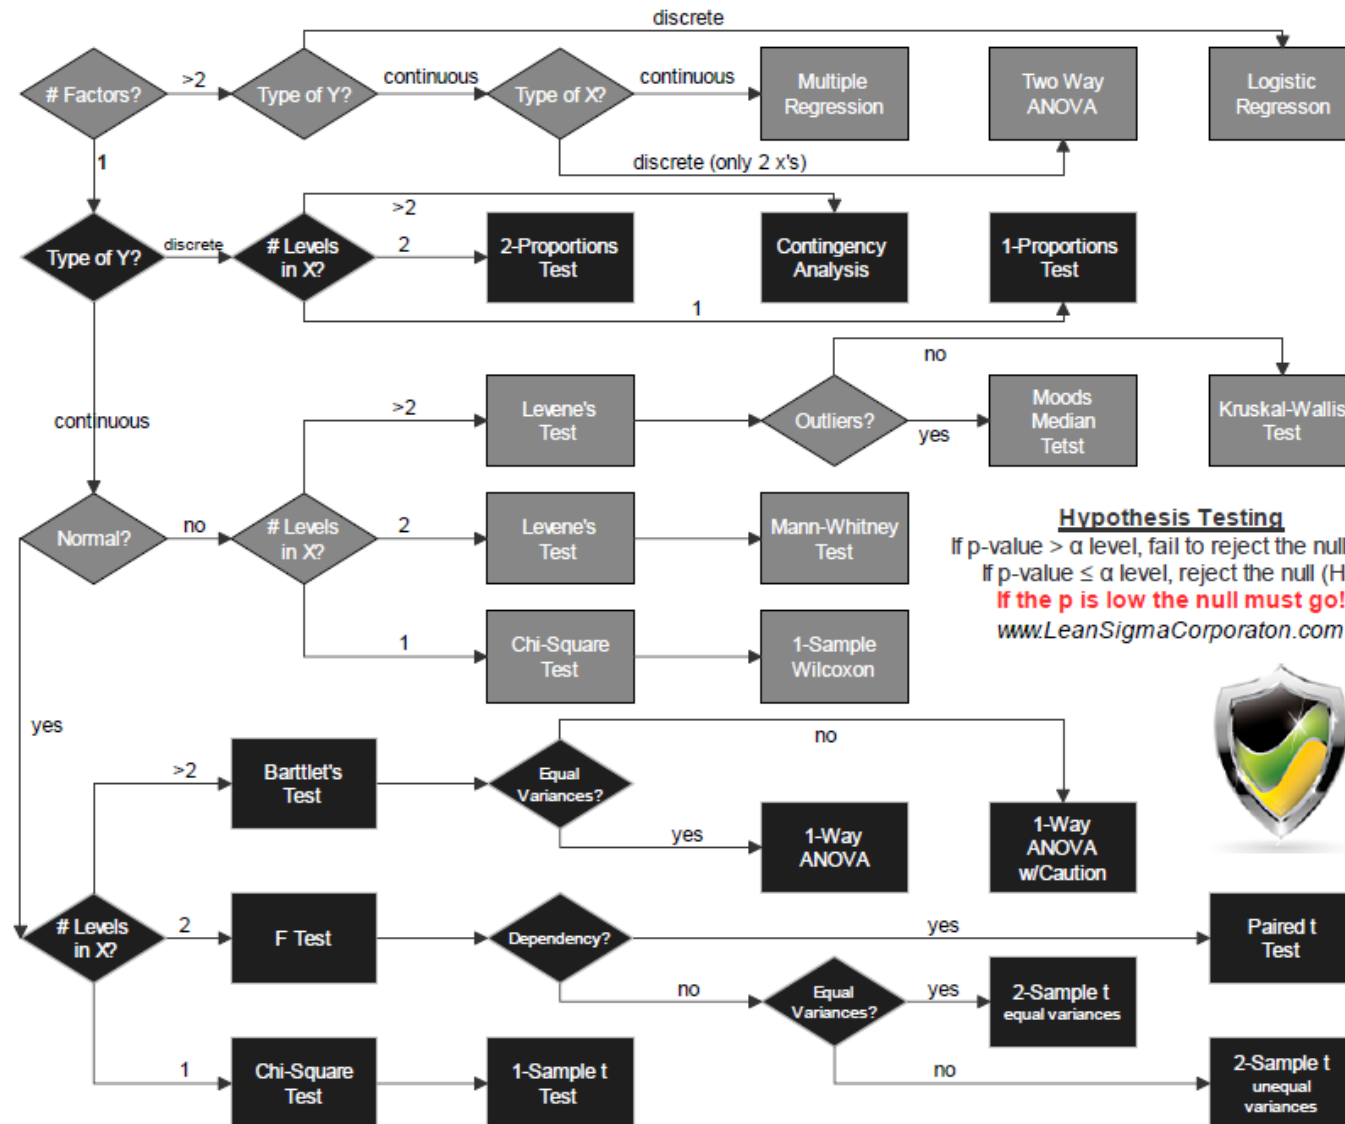 discrete
# Factors?
>2
Type of Y?
continuous
Type of X?
continuous
Multiple
Regression
Two Way
ANOVA
Logistic
Regresson
1
discrete (only 2 x's)
>2
Type of Y?
discrete
# Levels
in X?
2
2-Proportions
Test
Contingency
Analysis
1-Proportions
Test
1
no
continuous
>2
Levene's
Test
Outliers?
yes
Moods
Median
Tetst
Kruskal-Wallis
Test
Normal?
no
# Levels
in X?
2
Levene's
Test
Mann-Whitney
Test
Hypothesis Testing
If p-value > α level, fail to reject the null
If p-value ≤ α level, reject the null (H
If the p is low the null must go!
www.LeanSigmaCorporaton.com
1
Chi-Square
Test
1-Sample
Wilcoxon
yes
no
>2
Barttlet's
Test
Equal
Variances?
yes
1-Way
ANOVA
1-Way
ANOVA
w/Caution
# Levels
in X?
2
F Test
Dependency?
yes
Paired t
Test
no
Equal
Variances?
yes
2-Sample t
equal variances
1
Chi-Square
Test
1-Sample t
Test
no
2-Sample t
unequal
variances